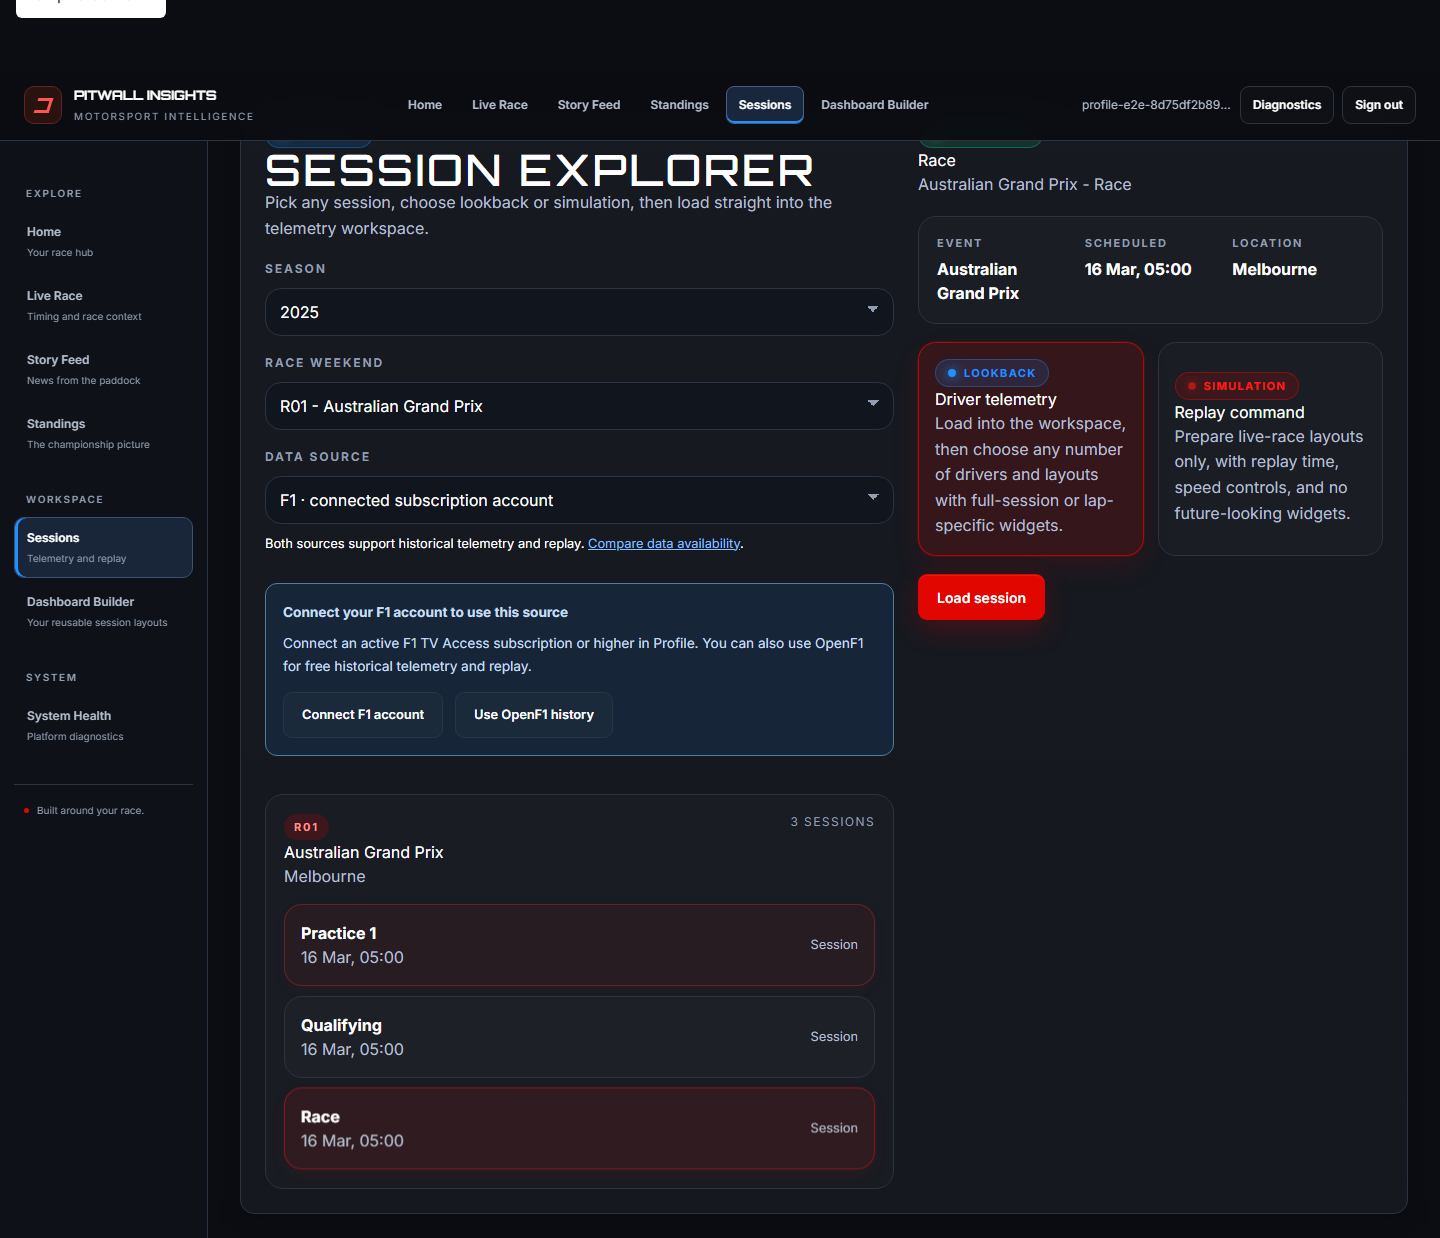 PITWALL INSIGHTS
MOTORSPORT INTELLIGENCE
Home
Live Race
Story Feed
Standings
Sessions
Dashboard Builder
profile-e2e-8d75df2b89...
Diagnostics
Sign out
EXPLORE
Home
Your race hub
Live Race
Timing and race context
Story Feed
News from the paddock
Standings
The championship picture
WORKSPACE
Sessions
Telemetry and replay
Dashboard Builder
Your reusable session layouts
SYSTEM
System Health
Platform diagnostics
Built around your race.
SESSION EXPLORER
Pick any session, choose lookback or simulation, then load straight into the
telemetry workspace.
SEASON
2025
RACE WEEKEND
R01 - Australian Grand Prix
DATA SOURCE
F1 · connected subscription account
Both sources support historical telemetry and replay. Compare data availability.
Connect your F1 account to use this source
Connect an active F1 TV Access subscription or higher in Profile. You can also use OpenF1
for free historical telemetry and replay.
Connect F1 account
Use OpenF1 history
R01
3 SESSIONS
Australian Grand Prix
Melbourne
Practice 1
16 Mar, 05:00
Session
Qualifying
16 Mar, 05:00
Session
Race
16 Mar, 05:00
Session
Race
Australian Grand Prix - Race
EVENT
Australian
Grand Prix
SCHEDULED
16 Mar, 05:00
LOCATION
Melbourne
LOOKBACK
Driver telemetry
Load into the workspace,
then choose any number
of drivers and layouts
with full-session or lap-
specific widgets.
SIMULATION
Replay command
Prepare live-race layouts
only, with replay time,
speed controls, and no
future-looking widgets.
Load session